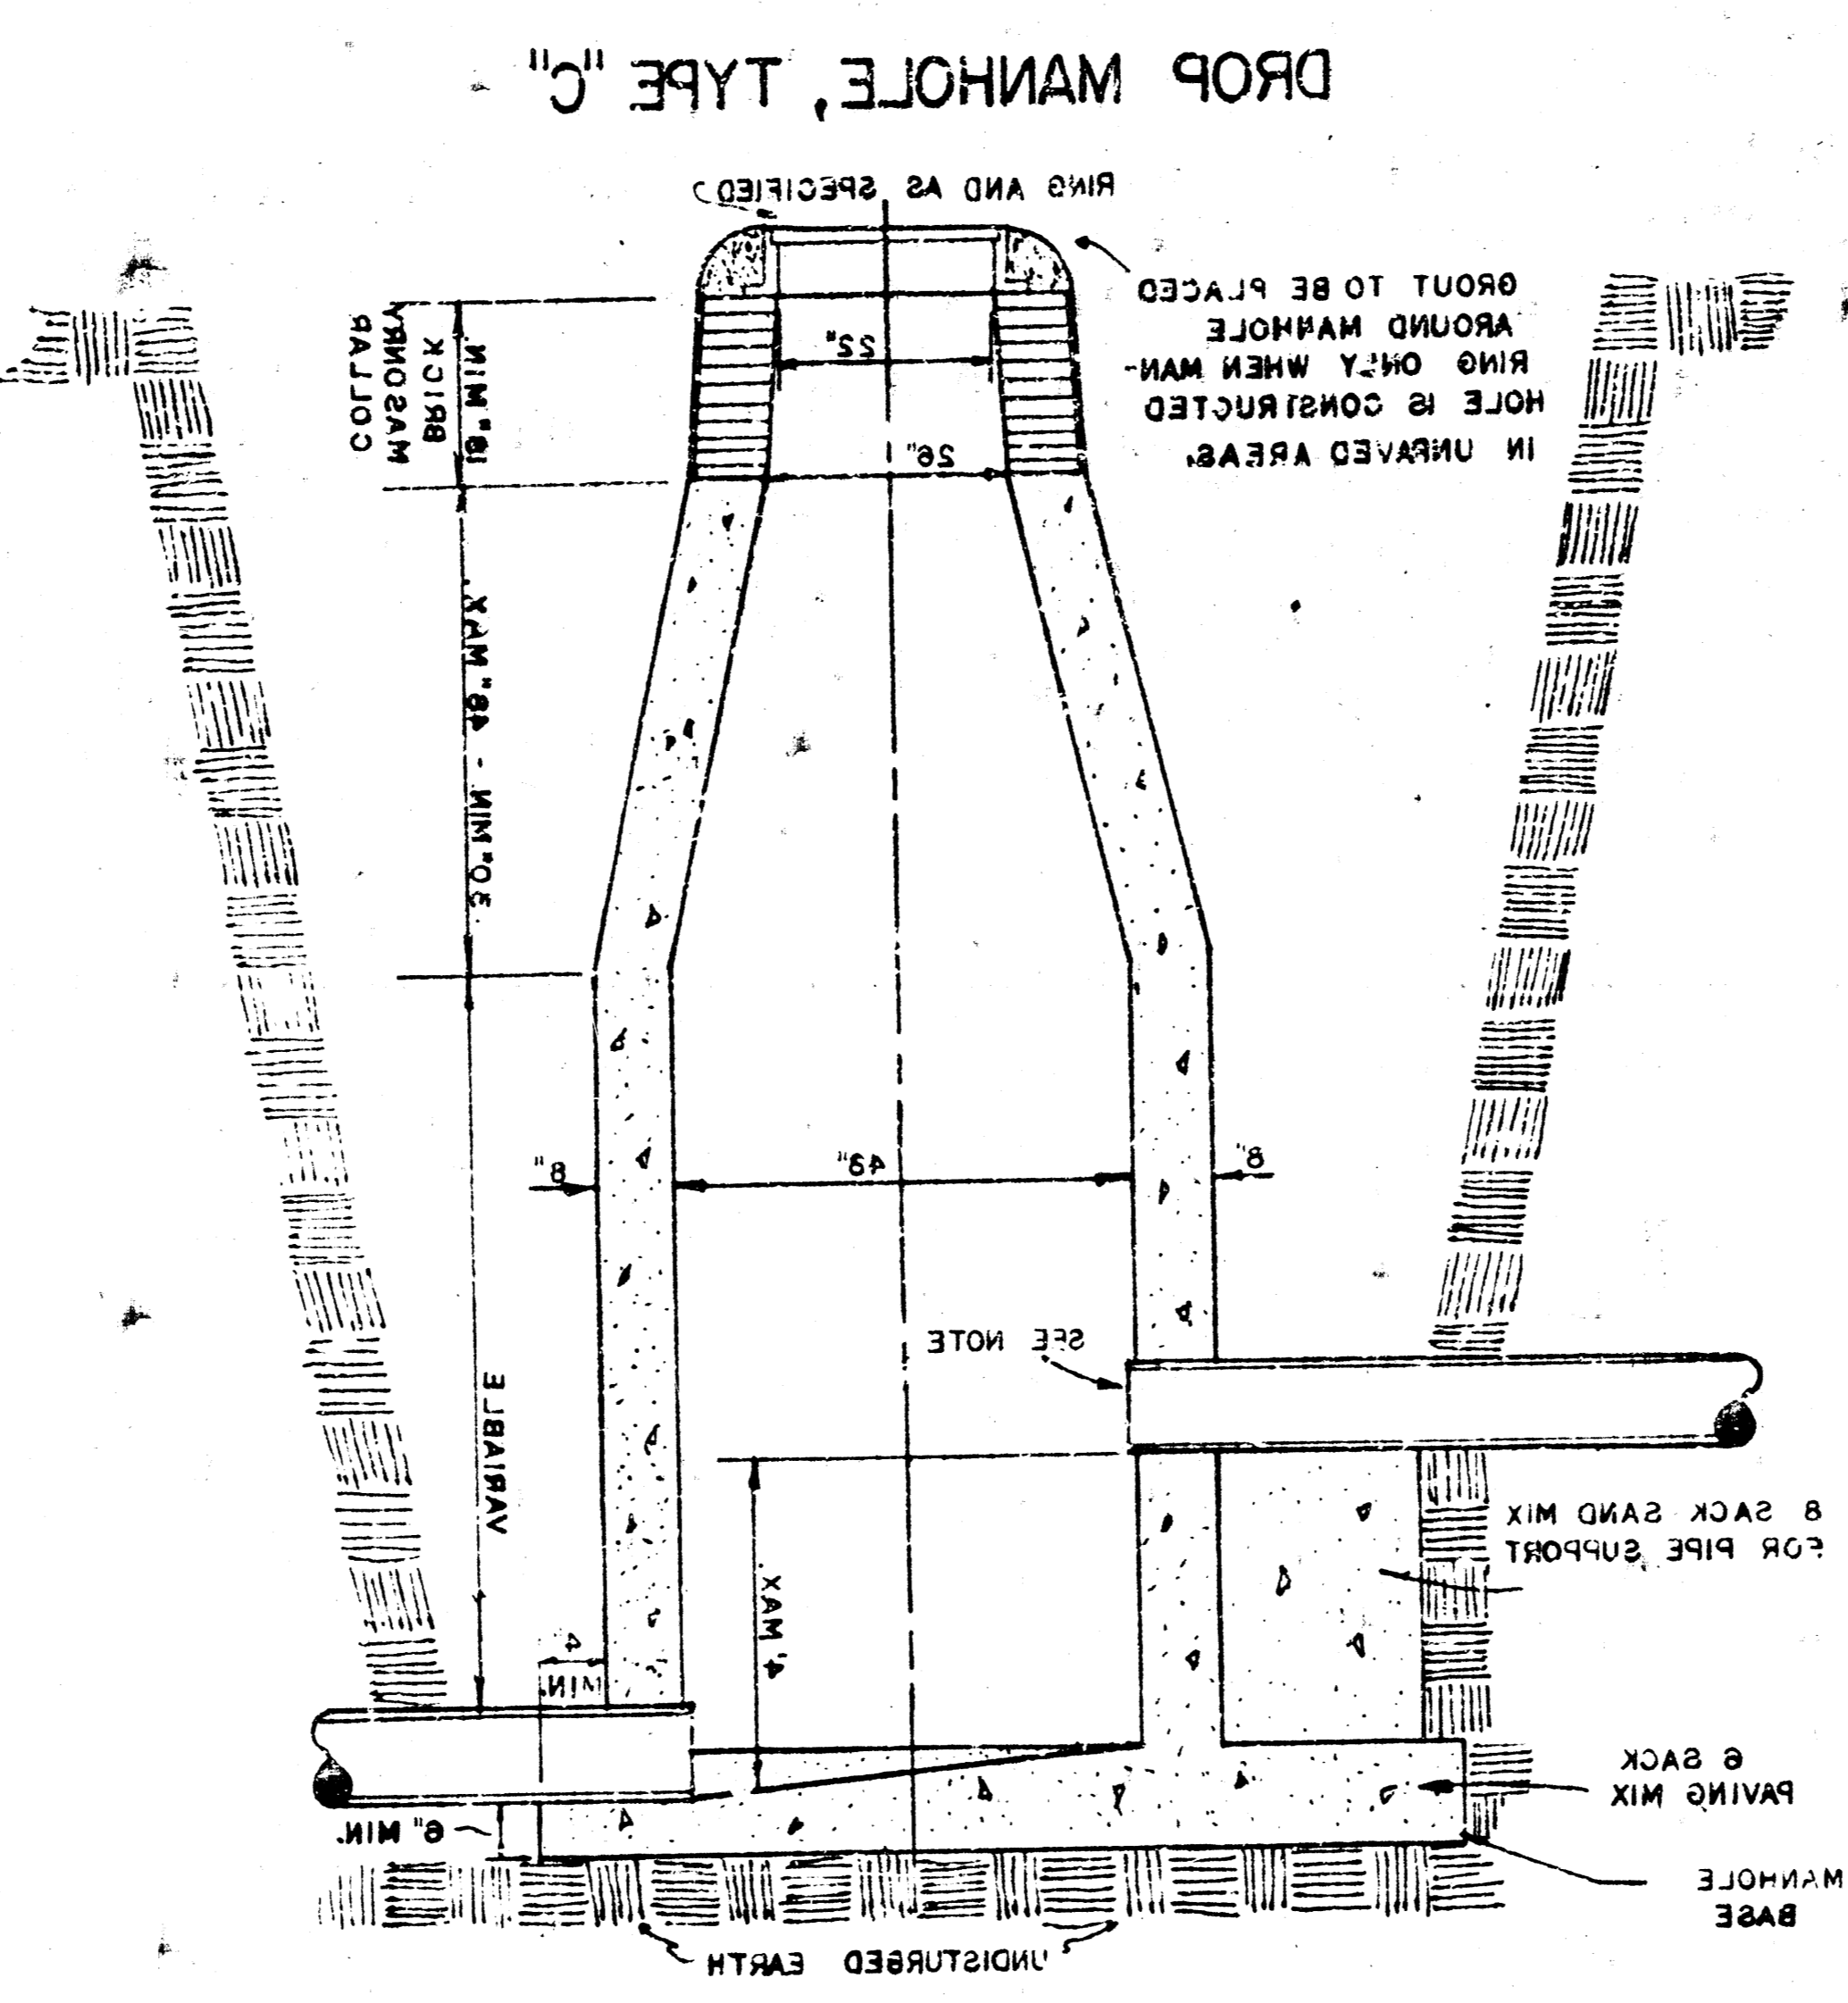 DROP MANHOLE, TYPE "C"
RING AND AS SPECIFIED
GROUT TO BE PLACED
AROUND MANHOLE
RING ONLY WHEN MAN-
HOLE IS CONSTRUCTED
IN UNPAVED AREAS.
BRICK
MASONRY
COLLAR
18" MIN.
22"
26"
30" MIN - 48" MAX.
8"
48"
8"
VARIABLE
SEE NOTE
4' MAX.
8 SACK SAND MIX
FOR PIPE SUPPORT
4
MIN.
6 SACK
PAVING MIX
6" MIN.
MANHOLE
BASE
UNDISTURBED EARTH